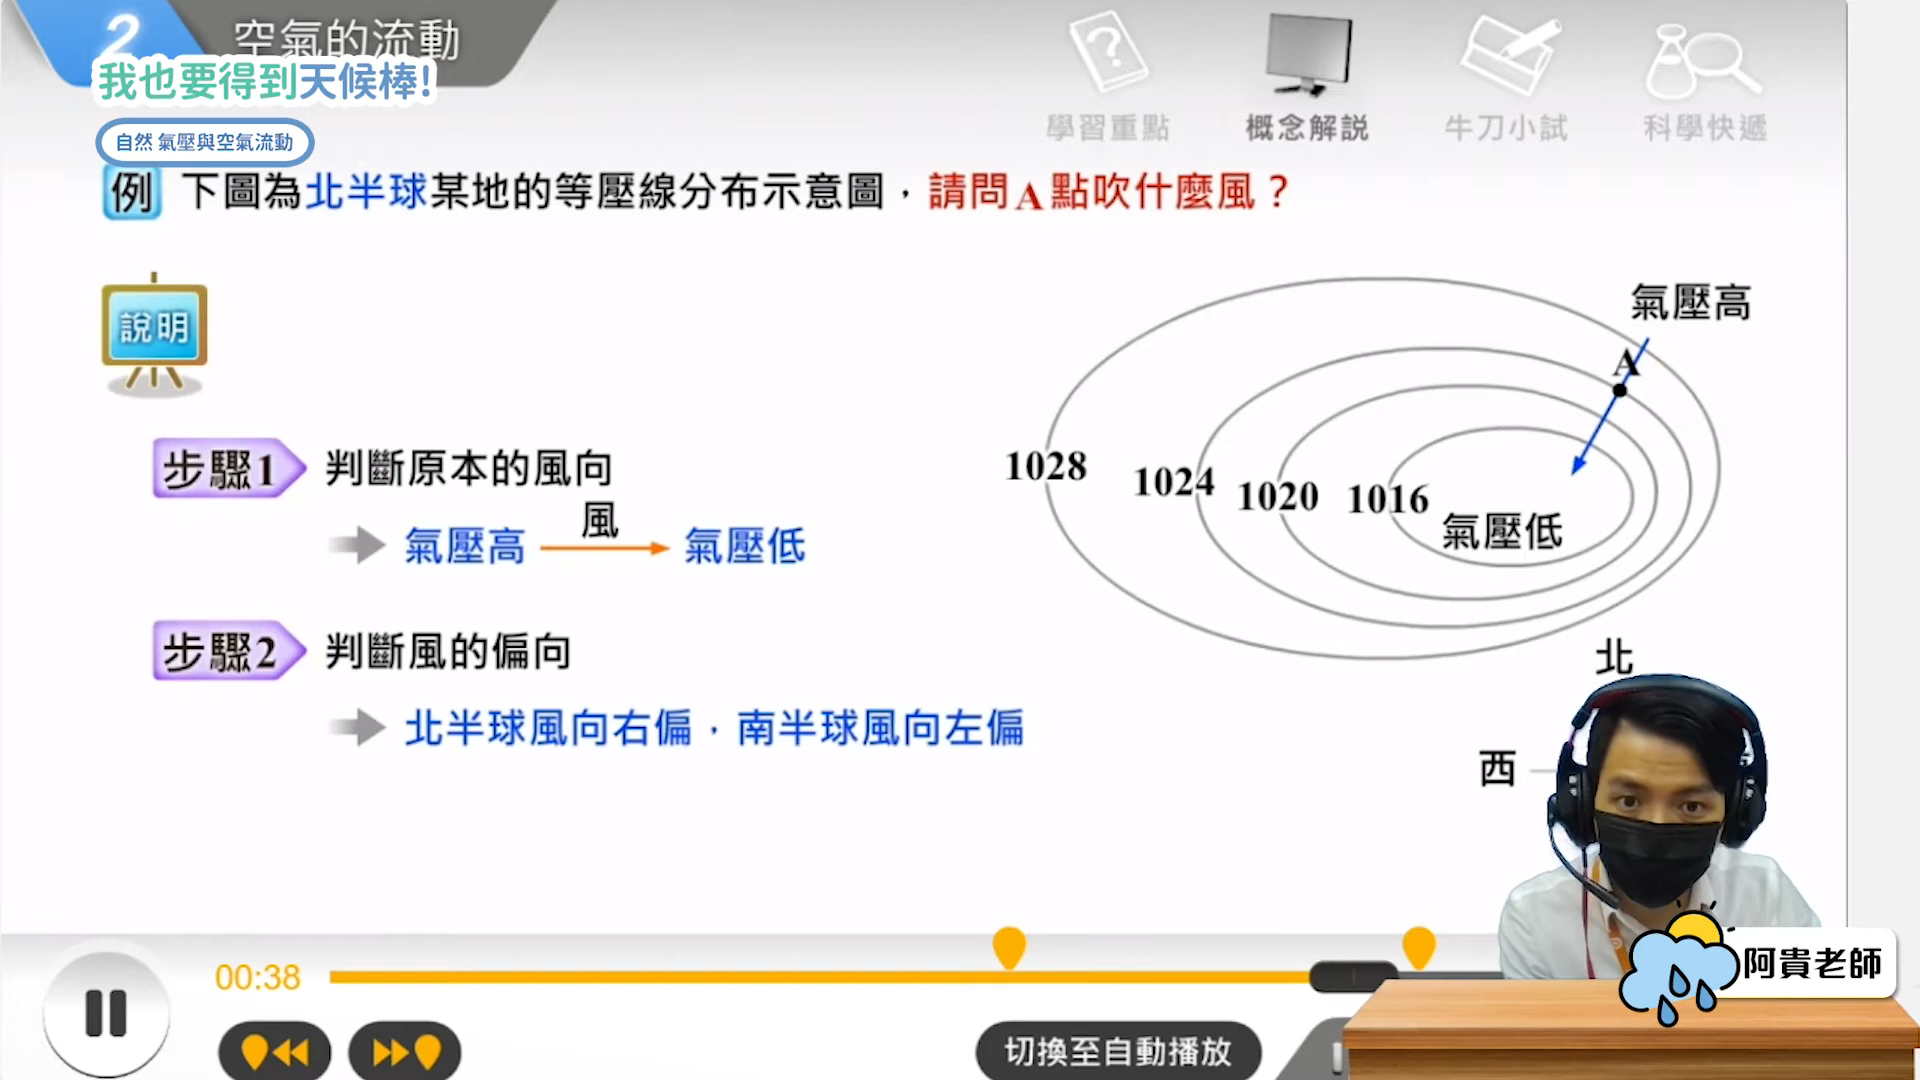 2 空氣的流動
我也要得到天候棒!
自然 氣壓與空氣流動
學習重點
概念解説
牛刀小試
科學快遞
例 下圖為北半球某地的等壓線分布示意圖，請問A點吹什麼風？
說明
氣壓高
A
1028 1024 1020 1016
氣壓低
步驟1 判斷原本的風向
風
氣壓高 氣壓低
步驟2 判斷風的偏向
北半球風向右偏，南半球風向左偏
北
西
阿貴老師
00:38
切換至自動播放